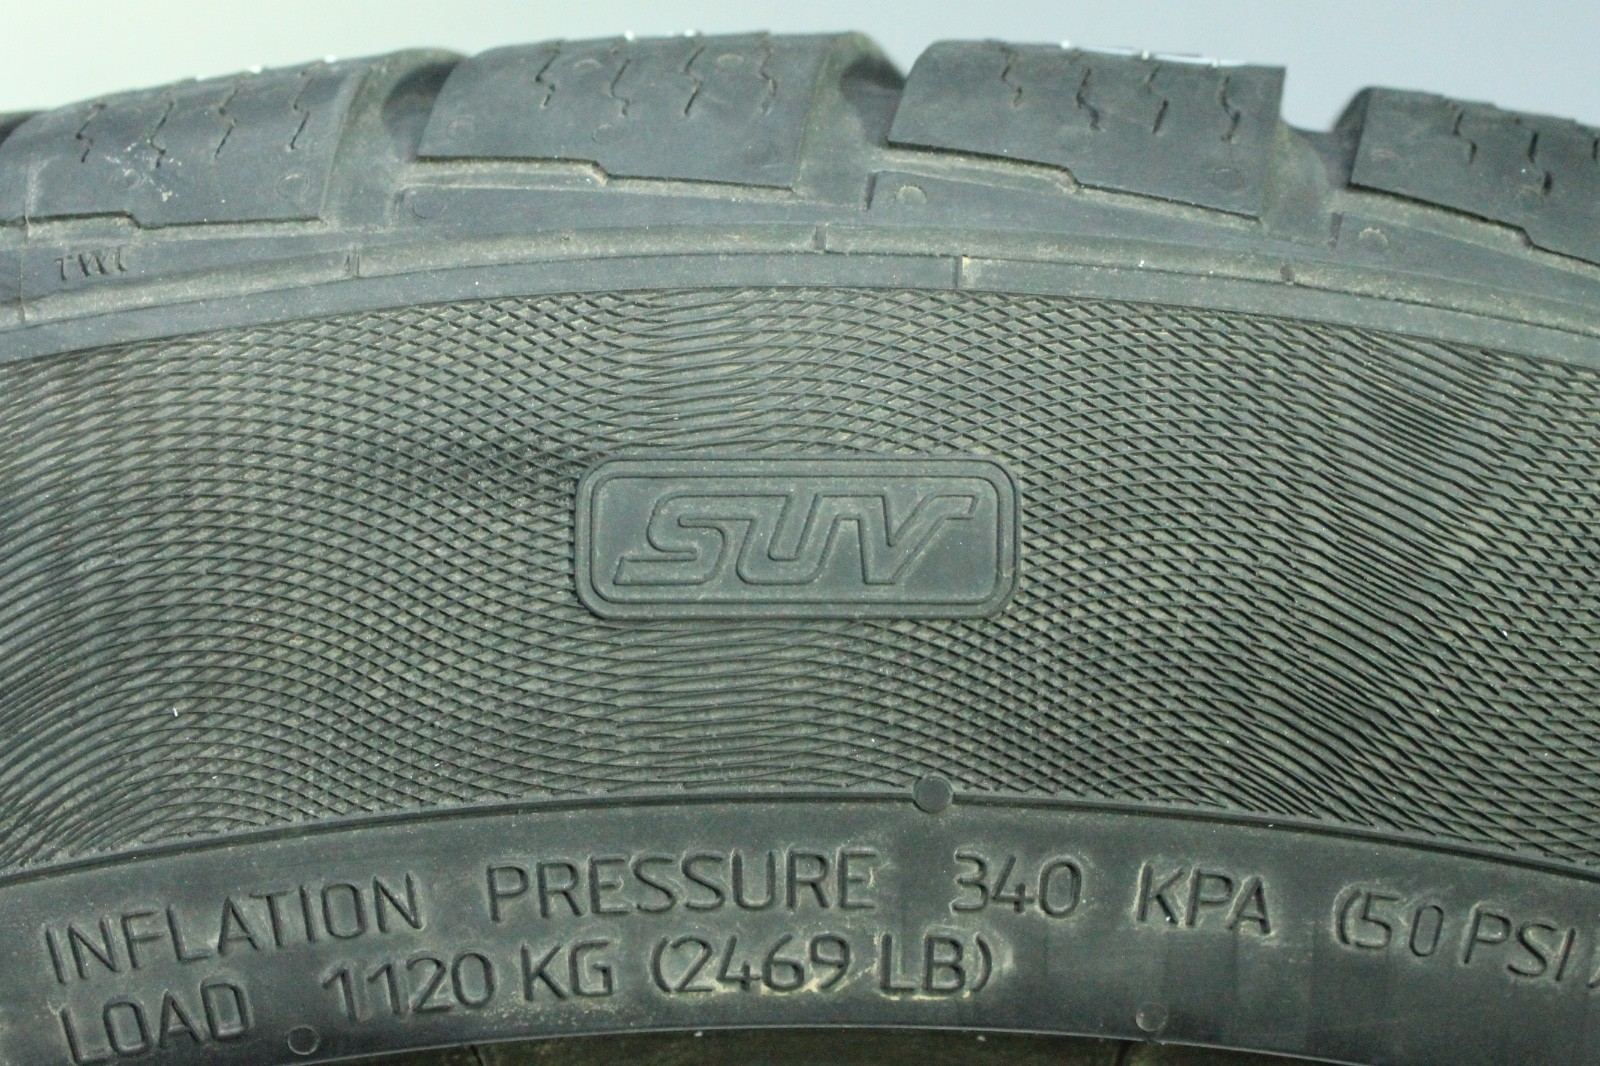 TWI
SUV
INFLATION PRESSURE 340 KPA (50 PSI)
LOAD 1120 KG (2469 LB)